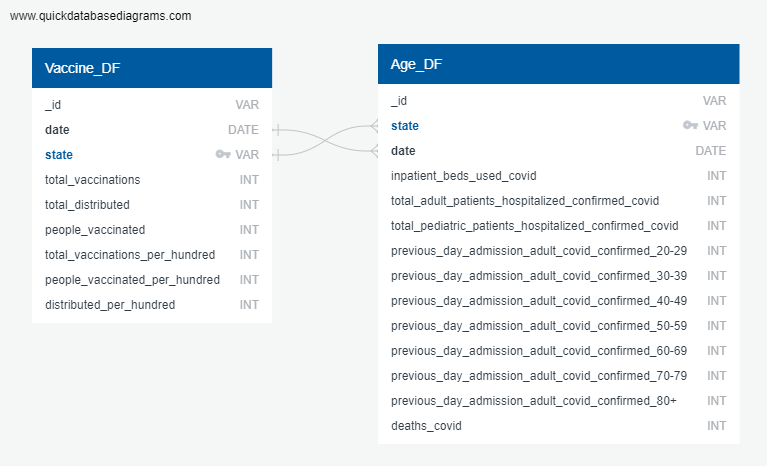 www.quickdatabasediagrams.com
Vaccine_DF
_id VAR
date DATE
state VAR
total_vaccinations INT
total_distributed INT
people_vaccinated INT
total_vaccinations_per_hundred INT
people_vaccinated_per_hundred INT
distributed_per_hundred INT
Age_DF
_id VAR
state VAR
date DATE
inpatient_beds_used_covid INT
total_adult_patients_hospitalized_confirmed_covid INT
total_pediatric_patients_hospitalized_confirmed_covid INT
previous_day_admission_adult_covid_confirmed_20-29 INT
previous_day_admission_adult_covid_confirmed_30-39 INT
previous_day_admission_adult_covid_confirmed_40-49 INT
previous_day_admission_adult_covid_confirmed_50-59 INT
previous_day_admission_adult_covid_confirmed_60-69 INT
previous_day_admission_adult_covid_confirmed_70-79 INT
previous_day_admission_adult_covid_confirmed_80+ INT
deaths_covid INT